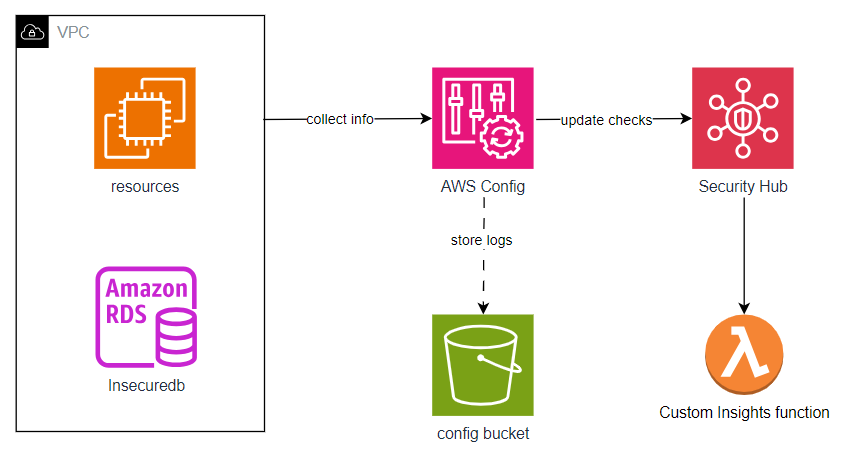 VPC
resources
collect info
AWS Config
update checks
Security Hub
store logs
Amazon
RDS
Insecuredb
config bucket
Custom Insights function